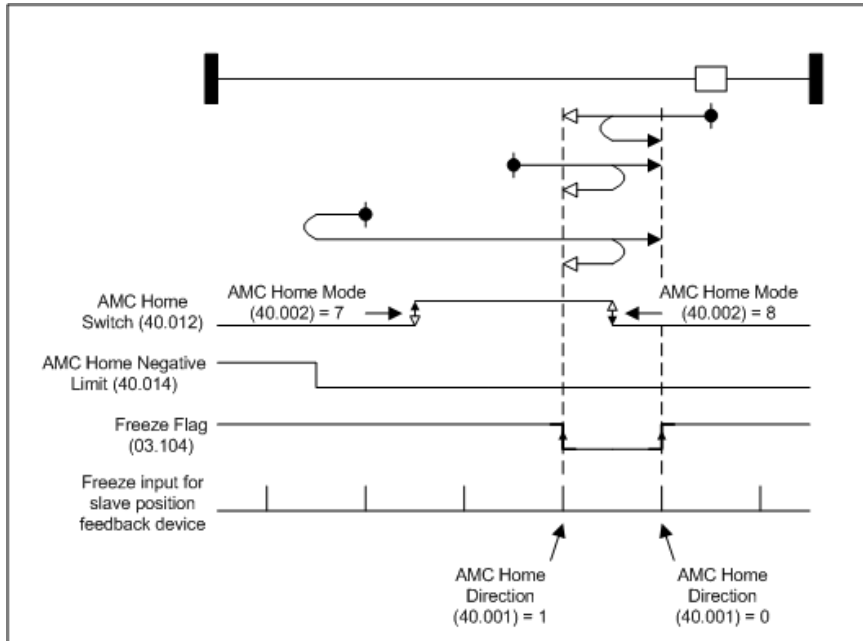 AMC Home
Switch (40.012)
AMC Home Mode
(40.002) = 7
AMC Home Mode
(40.002) = 8
AMC Home Negative
Limit (40.014)
Freeze Flag
(03.104)
Freeze input for
slave position
feedback device
AMC Home
Direction
(40.001) = 1
AMC Home
Direction
(40.001) = 0